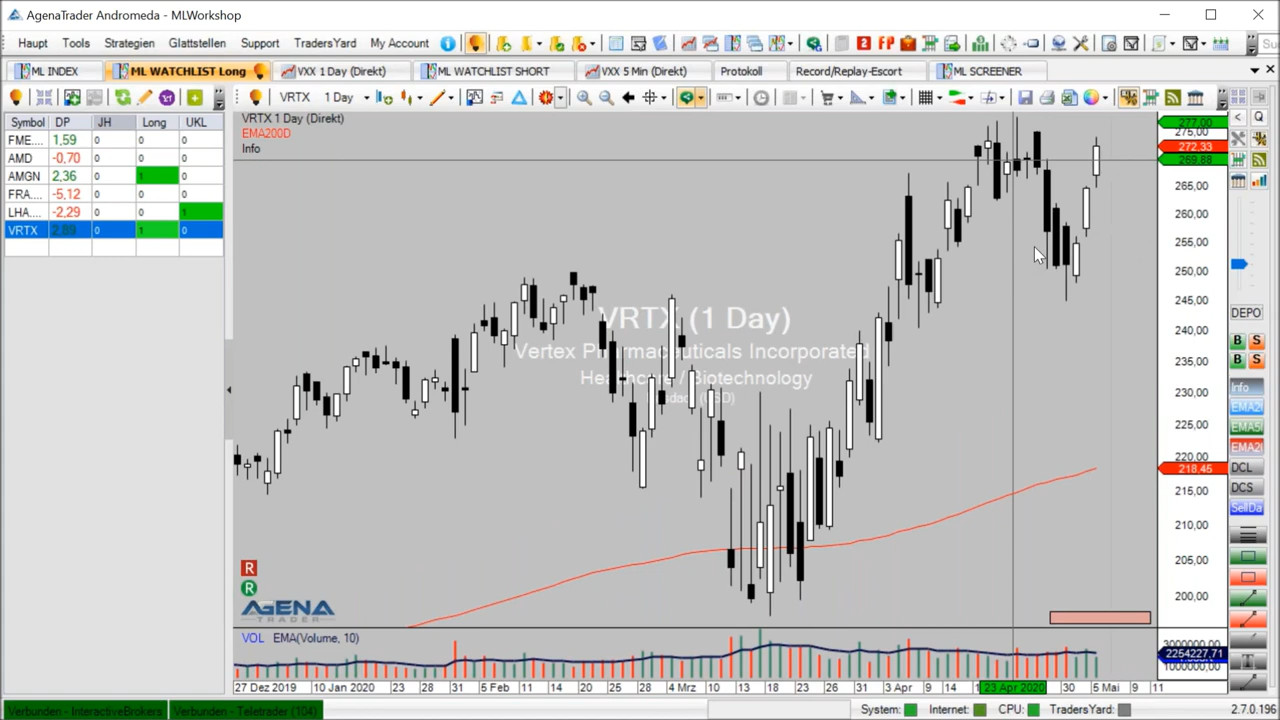 AgenaTrader Andromeda - MLWorkshop
Haupt Tools Strategien Glattstellen Support TradersYard My Account
ML INDEX ML WATCHLIST Long VXX 1 Day (Direkt) ML WATCHLIST SHORT VXX 5 Min (Direkt) Protokoll Record/Replay-Escort ML SCREENER
VRTX 1 Day
Symbol DP JH Long UKL
FME... 1,59 0 0 0
AMD -0,70 0 0 0
AMGN 2,36 0 1 0
FRA.... -5,12 0 0 0
LHA.... -2,29 0 0 1
VRTX 2,89 0 1 0
VRTX 1 Day (Direkt)
EMA200D
Info
VRTX (1 Day)
Vertex Pharmaceuticals Incorporated
Healthcare / Biotechnology
Nasdaq (USD)
277,00
275,00
272,33
269,88
265,00
260,00
255,00
250,00
245,00
240,00
235,00
230,00
225,00
220,00
218,45
215,00
210,00
205,00
200,00
Q
DEPO
B S
B S
Info
DCL
DCS
R
R
AGENA
TRADER
VOL EMA(Volume, 10)
3000000,00
2254227,71
1000000,00
27 Dez 2019 10 Jan 2020 23 28 31 5 Feb 11 14 20 25 28 4 Mrz 10 13 18 23 26 31 3 Apr 9 14 23 Apr 2020 30 5 Mai 9 11
Verbunden - InteractiveBrokers Verbunden - Teletrader (104) System: Internet: CPU: TradersYard: 2.7.0.196